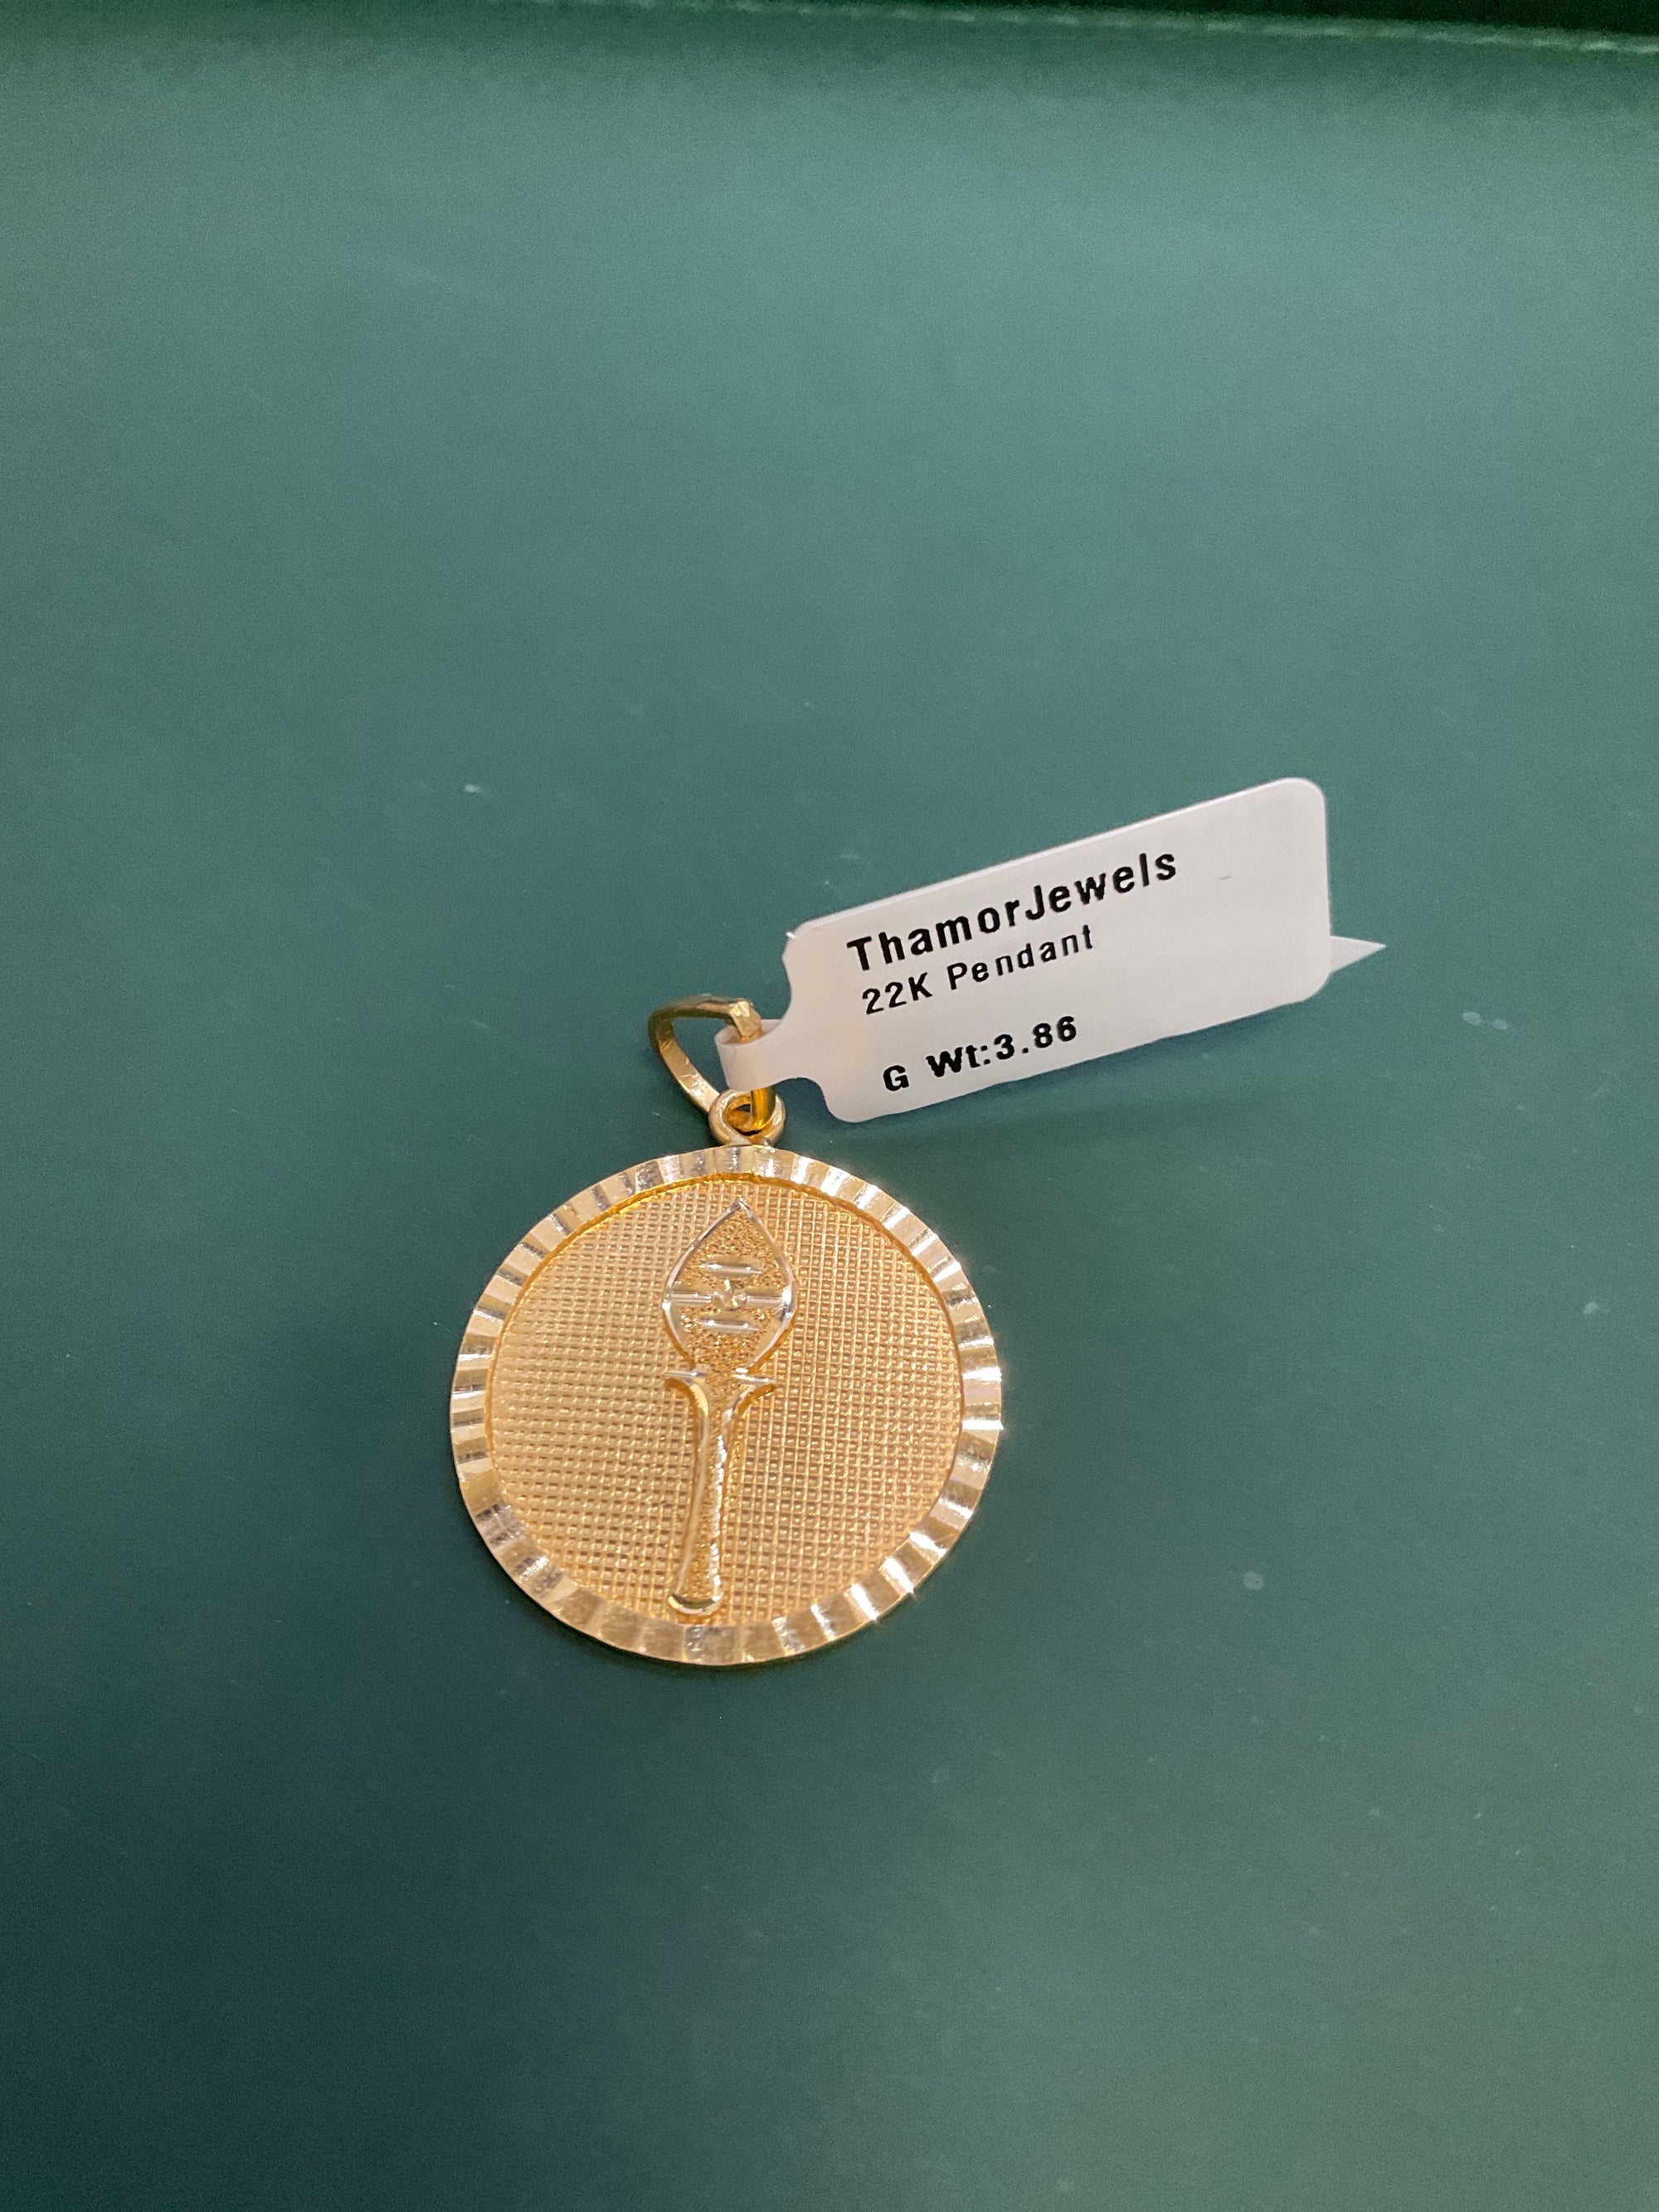 ThamorJewels
22K Pendant
G Wt:3.86